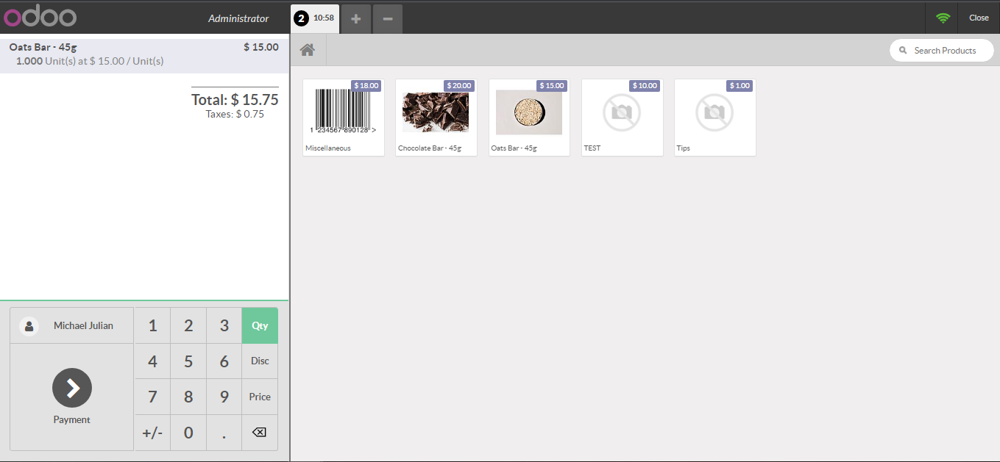 odoo
Administrator
2 10:58
Close
Search Products
Oats Bar - 45g $ 15.00
1.000 Unit(s) at $ 15.00 / Unit(s)
Total: $ 15.75
Taxes: $ 0.75
$ 18.00
1 234567 890128 >
Miscellaneous
$ 20.00
Chocolate Bar - 45g
$ 15.00
Oats Bar - 45g
$ 10.00
TEST
$ 1.00
Tips
Michael Julian
Payment
1 2 3 Qty
4 5 6 Disc
7 8 9 Price
+/- 0 .